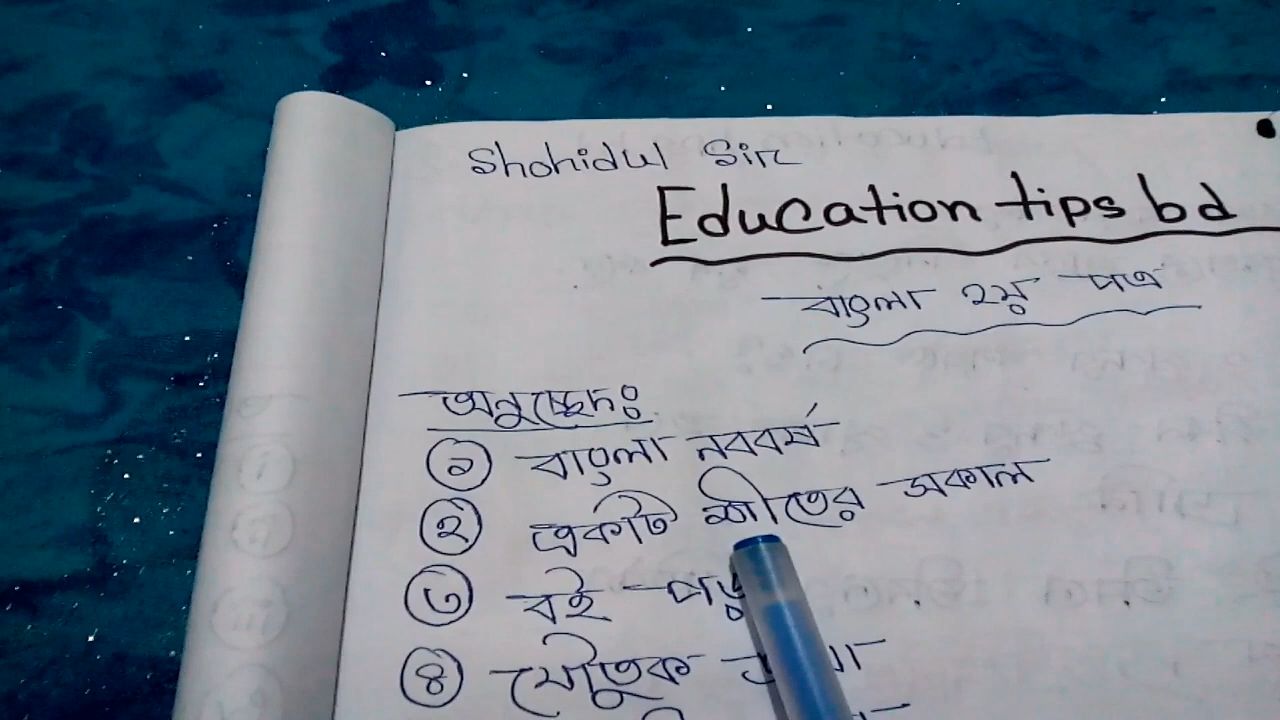 Shohidul Sir
Education tips bd
বাংলা ২য় পত্র
অনুচ্ছেদঃ
১ বাংলা নববর্ষ
২ একটি শীতের সকাল
৩ বই
৪ যৌতুক